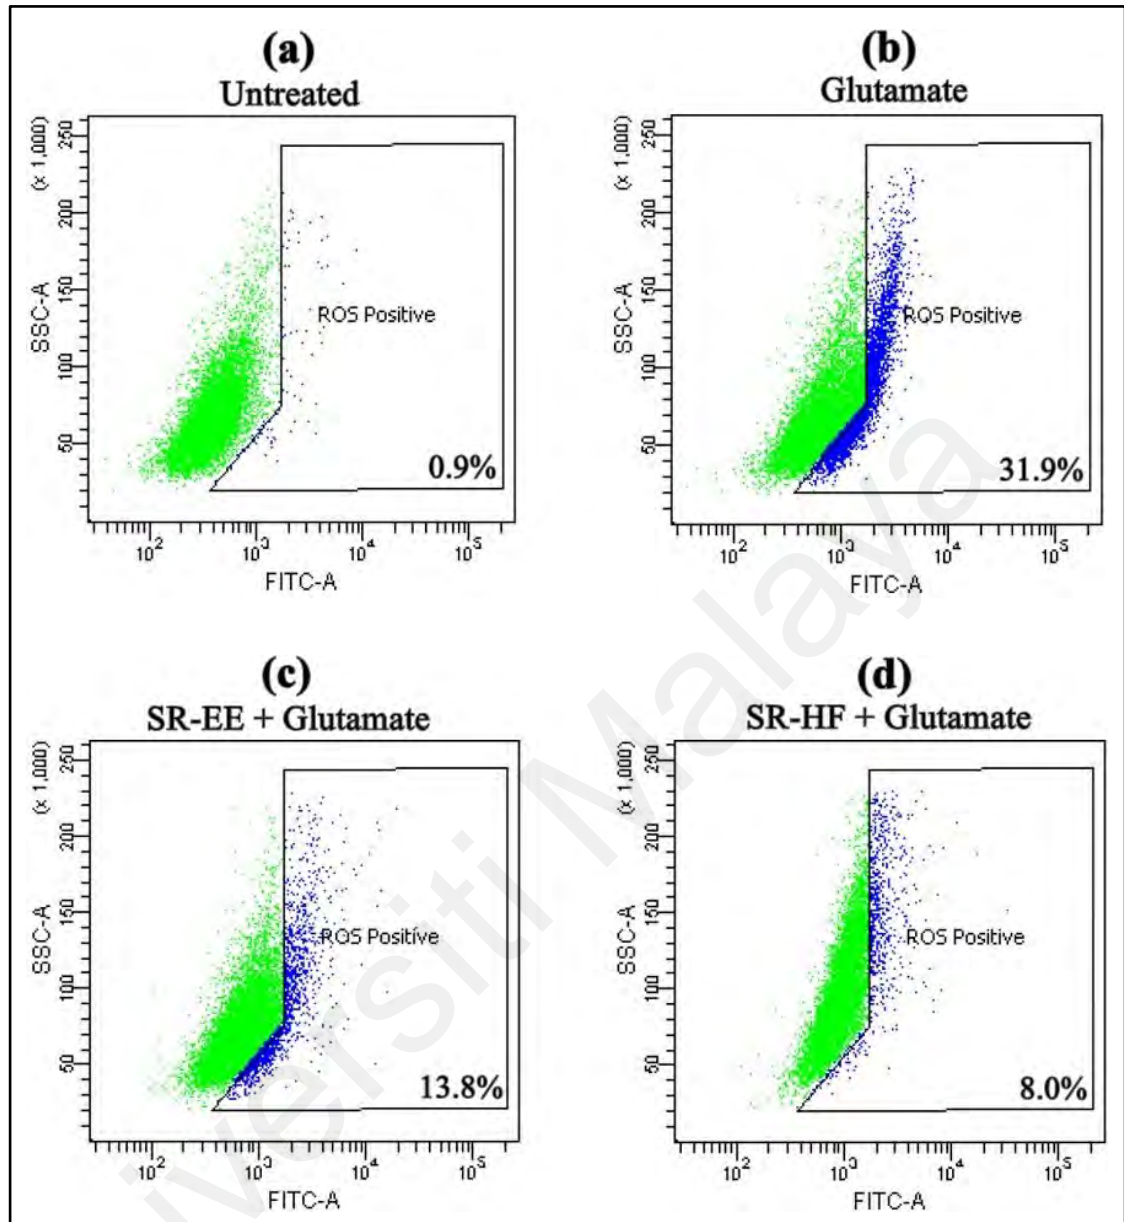 (a)
Untreated
(x 1,000)
250
200
150
100
50
SSC-A
ROS Positive
0.9%
10²
10³
10⁴
10⁵
FITC-A
(b)
Glutamate
(x 1,000)
250
200
150
100
50
SSC-A
ROS Positive
31.9%
10²
10³
10⁴
10⁵
FITC-A
(c)
SR-EE + Glutamate
(x 1,000)
250
200
150
100
50
SSC-A
ROS Positive
13.8%
10²
10³
10⁴
10⁵
FITC-A
(d)
SR-HF + Glutamate
(x 1,000)
250
200
150
100
50
SSC-A
ROS Positive
8.0%
10²
10³
10⁴
10⁵
FITC-A
versiti Malaya